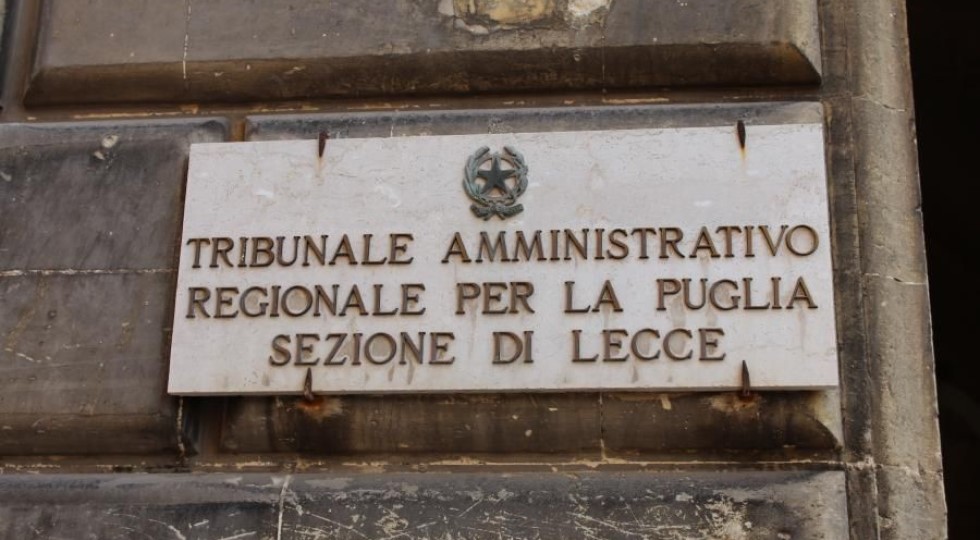 TRIBUNALE AMMINISTRATIVO
REGIONALE PER LA PUGLIA
SEZIONE DI LECCE